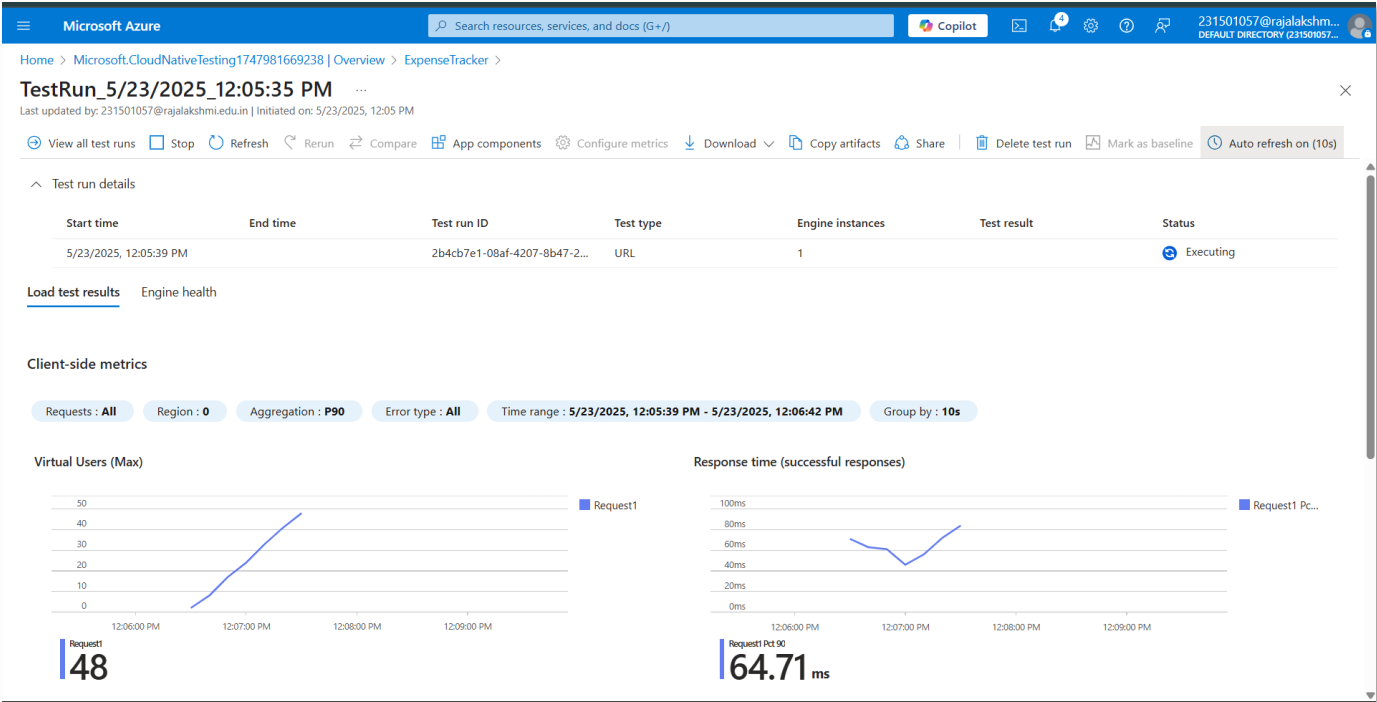 Microsoft Azure
Search resources, services, and docs (G+/)
Copilot
4
231501057@rajalakshm...
DEFAULT DIRECTORY (231501057...
Home > Microsoft.CloudNativeTesting1747981669238 | Overview > ExpenseTracker >
TestRun_5/23/2025_12:05:35 PM ...
Last updated by: 231501057@rajalakshmi.edu.in | Initiated on: 5/23/2025, 12:05 PM
View all test runs Stop Refresh Rerun Compare App components Configure metrics Download Copy artifacts Share Delete test run Mark as baseline Auto refresh on (10s)
Test run details
Start time End time Test run ID Test type Engine instances Test result Status
5/23/2025, 12:05:39 PM 2b4cb7e1-08af-4207-8b47-2... URL 1 Executing
Load test results Engine health
Client-side metrics
Requests : All Region : 0 Aggregation : P90 Error type : All Time range : 5/23/2025, 12:05:39 PM - 5/23/2025, 12:06:42 PM Group by : 10s
Virtual Users (Max)
50
40
30
20
10
0
12:06:00 PM 12:07:00 PM 12:08:00 PM 12:09:00 PM
Request1
Request1
48
Response time (successful responses)
100ms
80ms
60ms
40ms
20ms
0ms
12:06:00 PM 12:07:00 PM 12:08:00 PM 12:09:00 PM
Request1 Pc...
Request1 Pct 90
64.71 ms